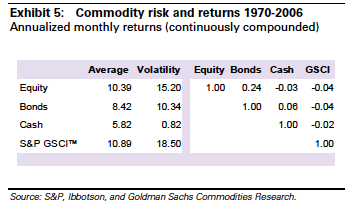 Exhibit 5: Commodity risk and returns 1970-2006
Annualized monthly returns (continuously compounded)
Average Volatility Equity Bonds Cash GSCI
Equity 10.39 15.20 1.00 0.24 -0.03 -0.04
Bonds 8.42 10.34 1.00 0.06 -0.04
Cash 5.82 0.82 1.00 -0.02
S&P GSCI™ 10.89 18.50 1.00
Source: S&P, Ibbotson, and Goldman Sachs Commodities Research.